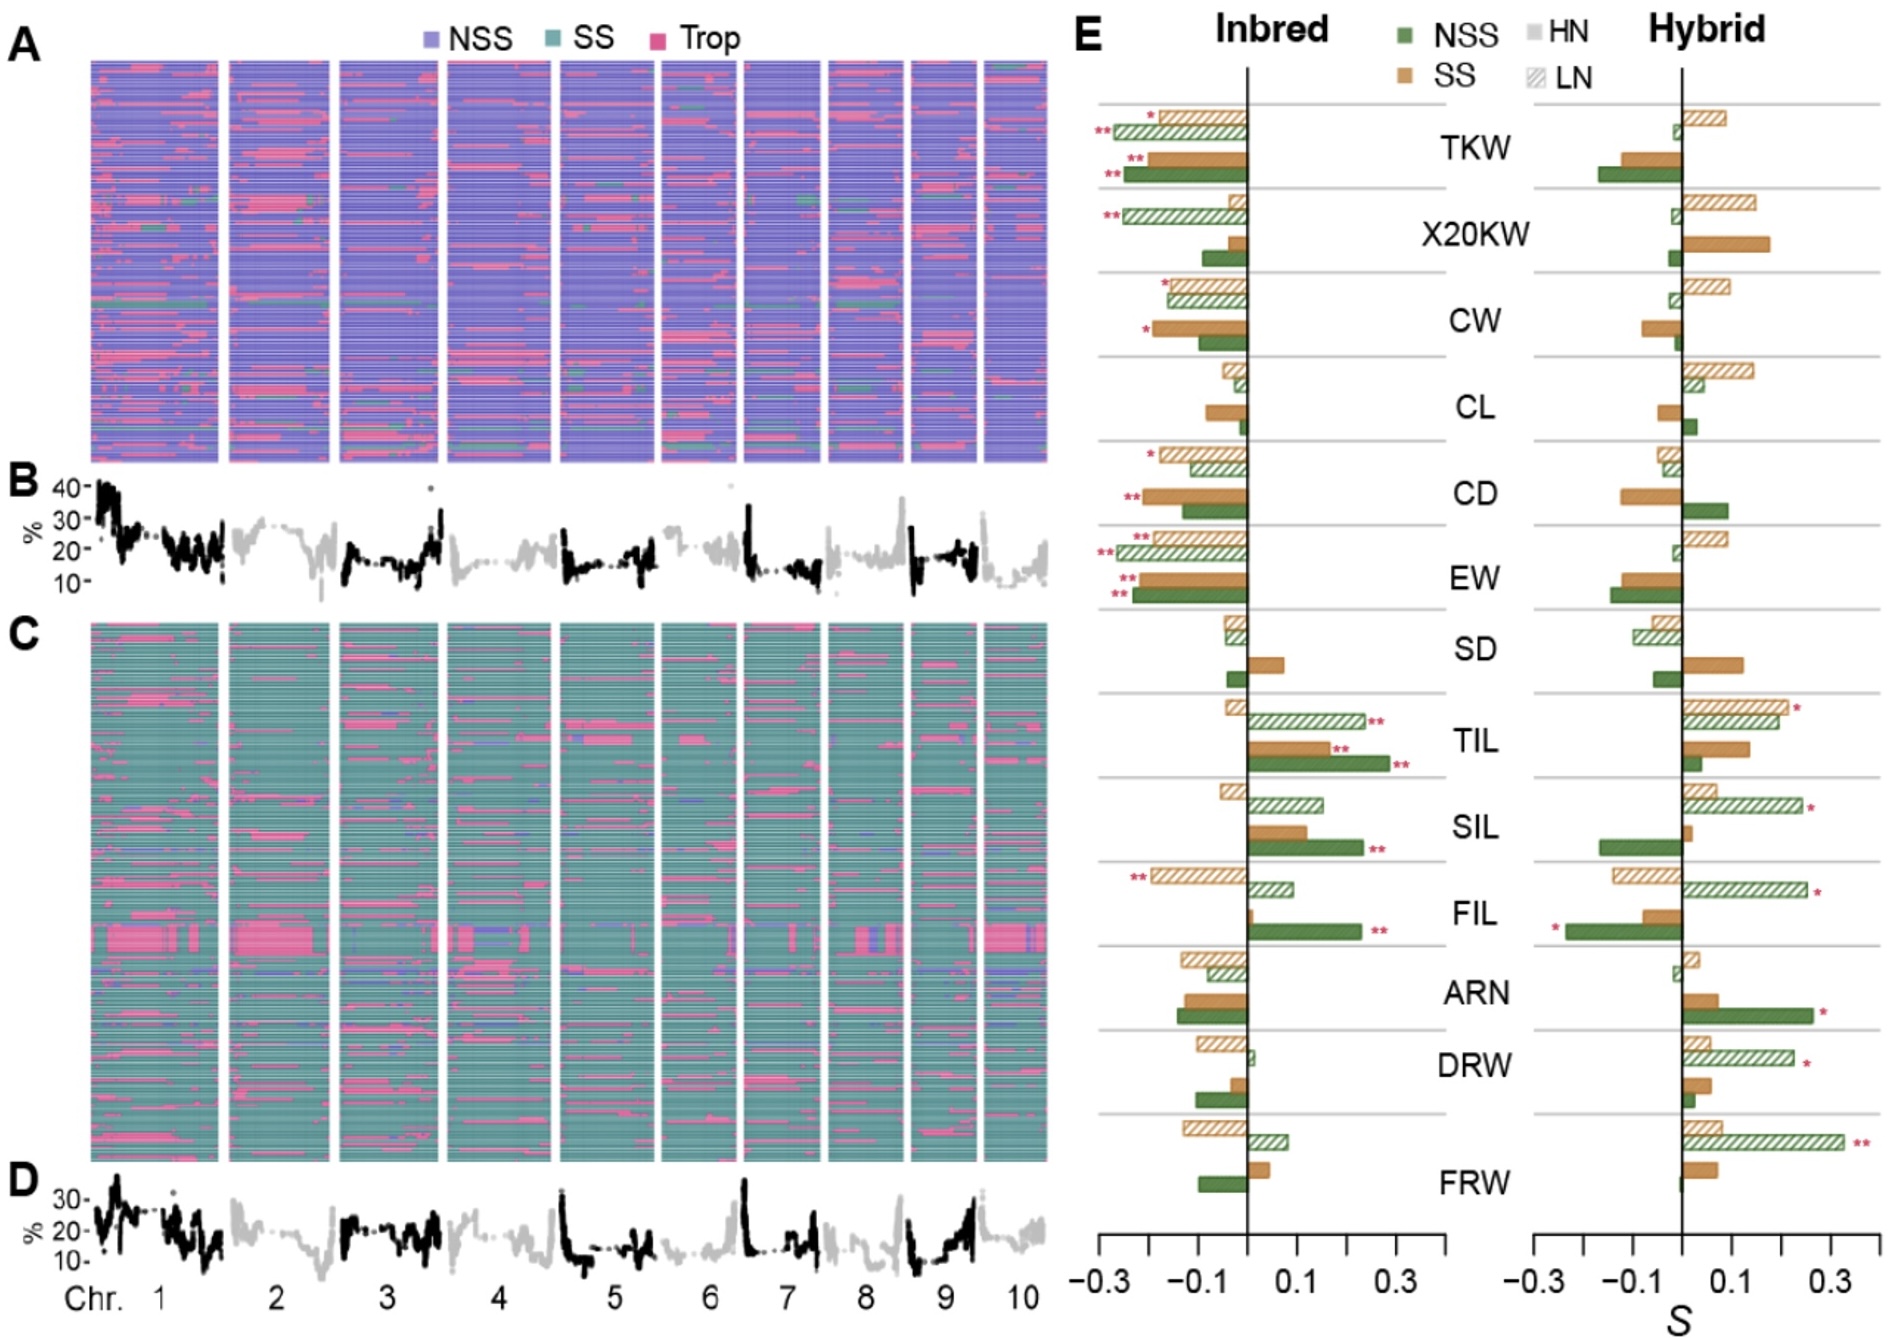 A
NSS SS Trop
B
40-
30-
20-
10-
%
C
D
30-
20-
10-
%
Chr. 1 2 3 4 5 6 7 8 9 10
E
Inbred NSS HN Hybrid
SS LN
* TKW
**
**
**
X20KW
**
* CW
*
CL
* CD
**
** EW
**
**
**
SD
TIL *
**
**
**
SIL *
**
** FIL *
** *
ARN *
DRW *
FRW **
−0.3 −0.1 0.1 0.3 −0.3 −0.1 0.1 0.3
S